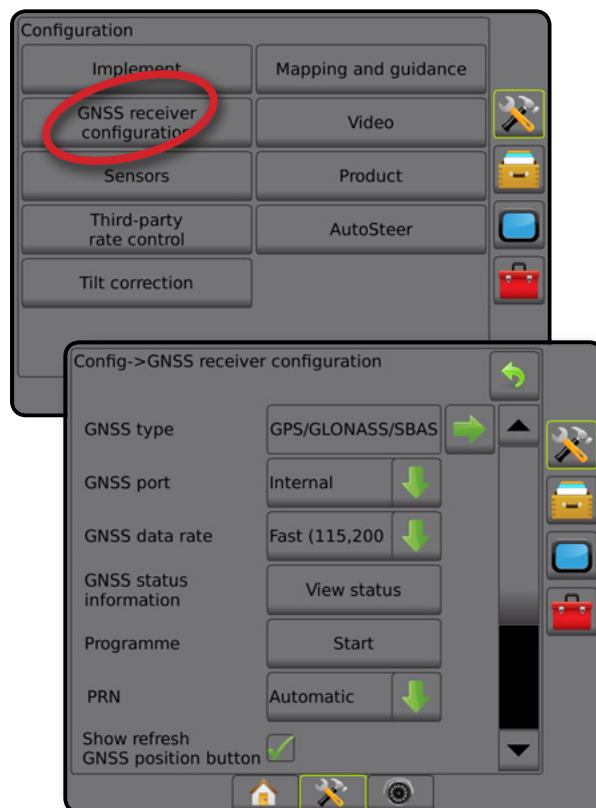 Configuration
Implement
Mapping and guidance
GNSS receiver
configuration
Video
Sensors
Product
Third-party
rate control
AutoSteer
Tilt correction
Config->GNSS receiver configuration
GNSS type
GPS/GLONASS/SBAS
GNSS port
Internal
GNSS data rate
Fast (115,200
GNSS status
information
View status
Programme
Start
PRN
Automatic
Show refresh
GNSS position button